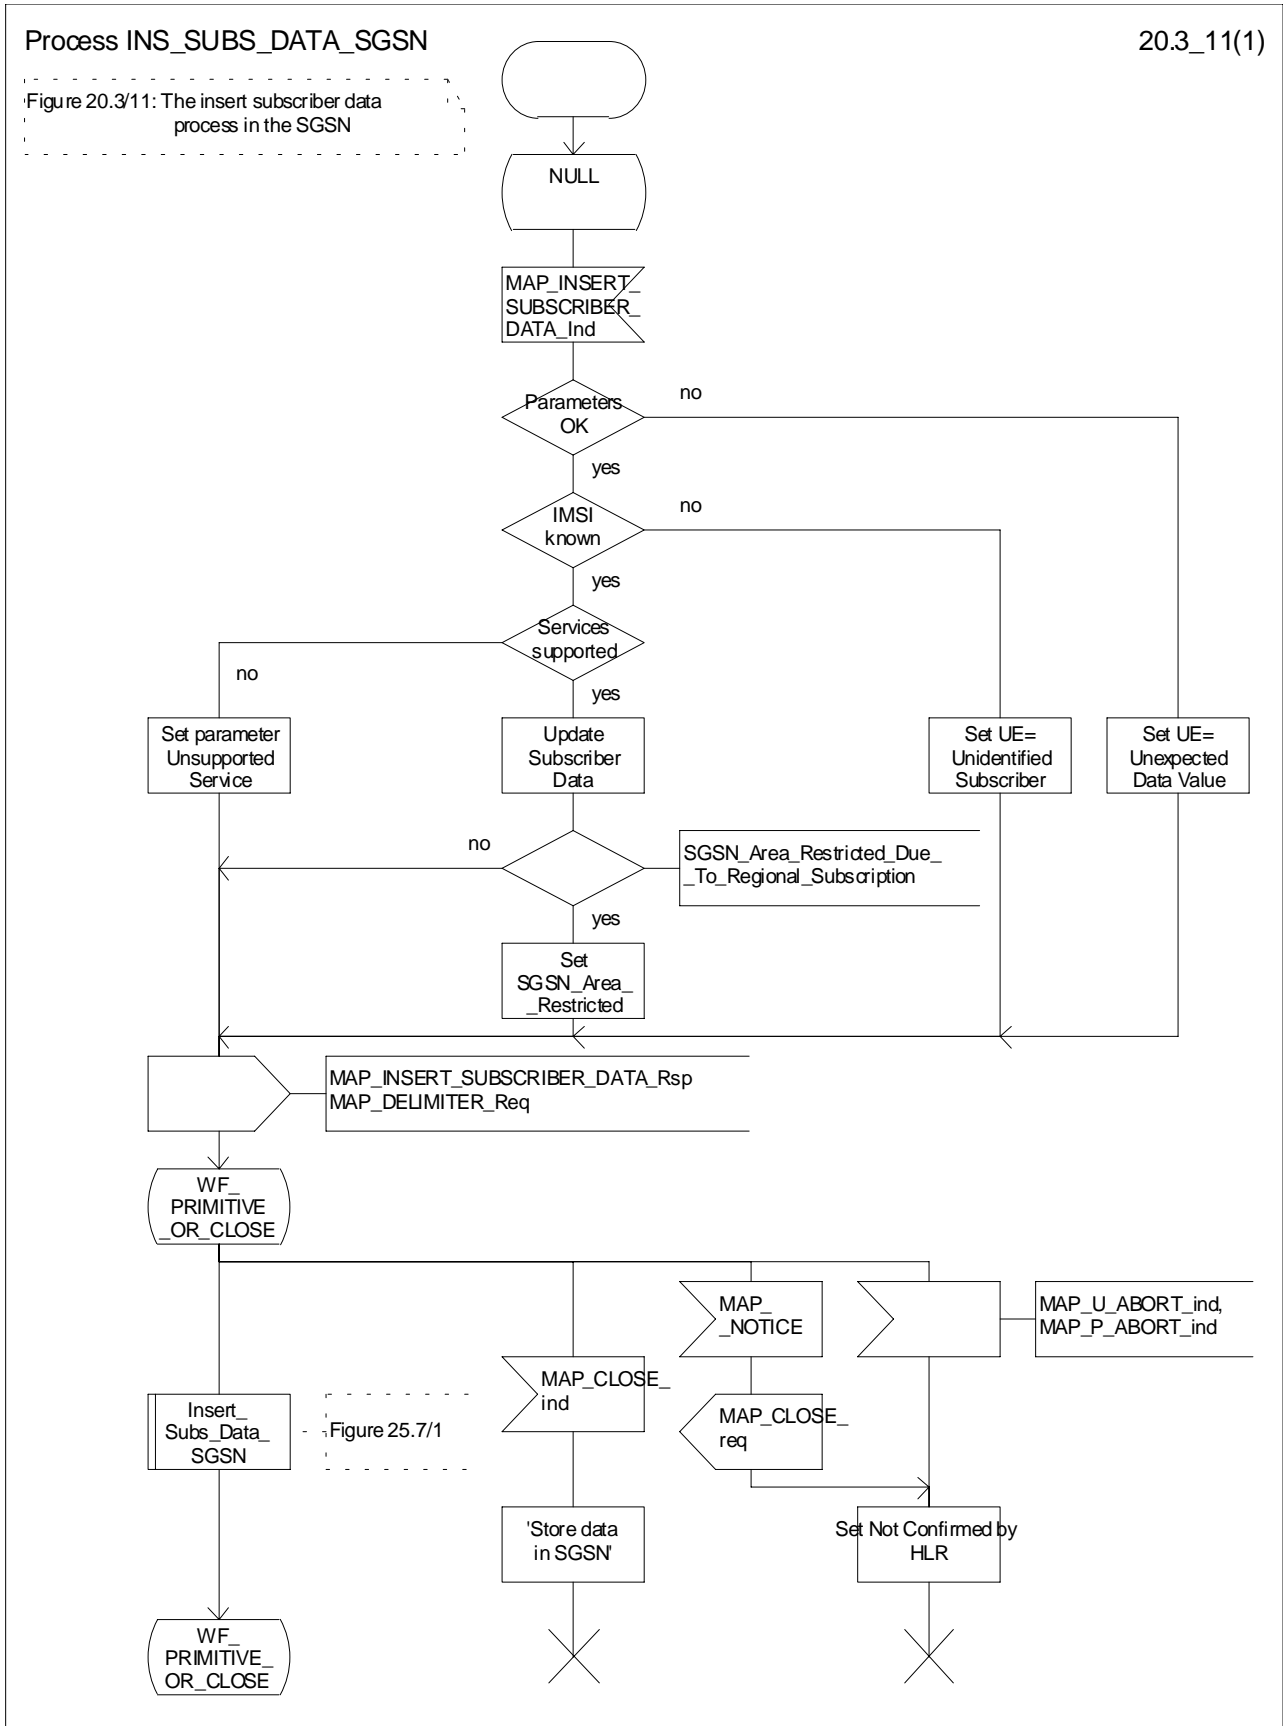 Process INS_SUBS_DATA_SGSN
20.3_11(1)
Figure 20.3/11: The insert subscriber data
process in the SGSN
NULL
MAP_INSERT_
SUBSCRIBER_
DATA_Ind
Parameters
OK
no
yes
IMSI
known
no
yes
Services
supported
no
yes
Set parameter
Unsupported
Service
Update
Subscriber
Data
Set UE=
Unidentified
Subscriber
Set UE=
Unexpected
Data Value
no
SGSN_Area_Restricted_Due_
_To_Regional_Subscription
yes
Set
SGSN_Area_
_Restricted
MAP_INSERT_SUBSCRIBER_DATA_Rsp
MAP_DELIMITER_Req
WF_
PRIMITIVE
_OR_CLOSE
MAP_
_NOTICE
MAP_U_ABORT_ind,
MAP_P_ABORT_ind
Insert_
Subs_Data_
SGSN
Figure 25.7/1
MAP_CLOSE_
ind
MAP_CLOSE_
req
'Store data
in SGSN'
Set Not Confirmed by
HLR
WF_
PRIMITIVE_
OR_CLOSE